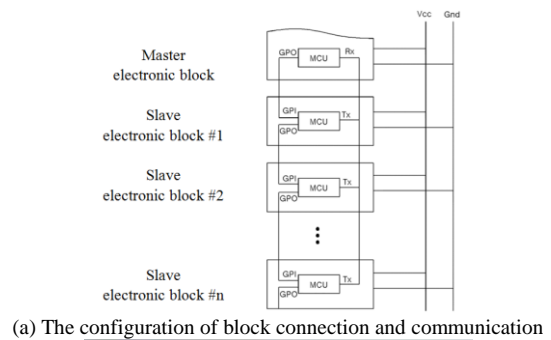 Vcc Gnd
Master
electronic block
GPO MCU Rx
Slave
electronic block #1
GPI
MCU Tx
GPO
Slave
electronic block #2
GPI
MCU Tx
GPO
Slave
electronic block #n
GPI
MCU Tx
GPO
(a) The configuration of block connection and communication